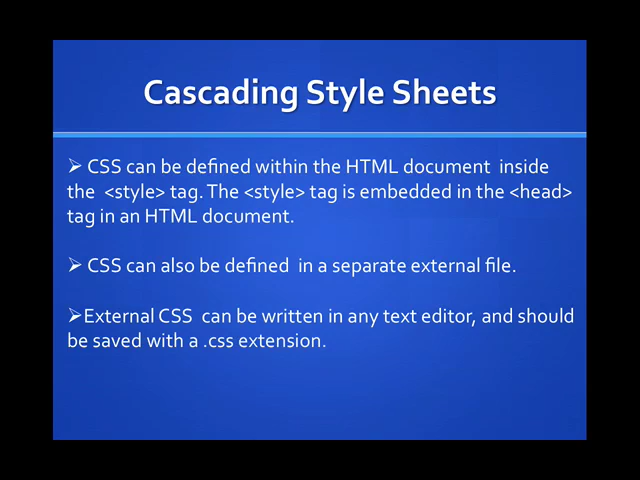 Cascading Style Sheets
➢ CSS can be defined within the HTML document inside
the <style> tag. The <style> tag is embedded in the <head>
tag in an HTML document.
➢ CSS can also be defined in a separate external file.
➢External CSS can be written in any text editor, and should
be saved with a .css extension.